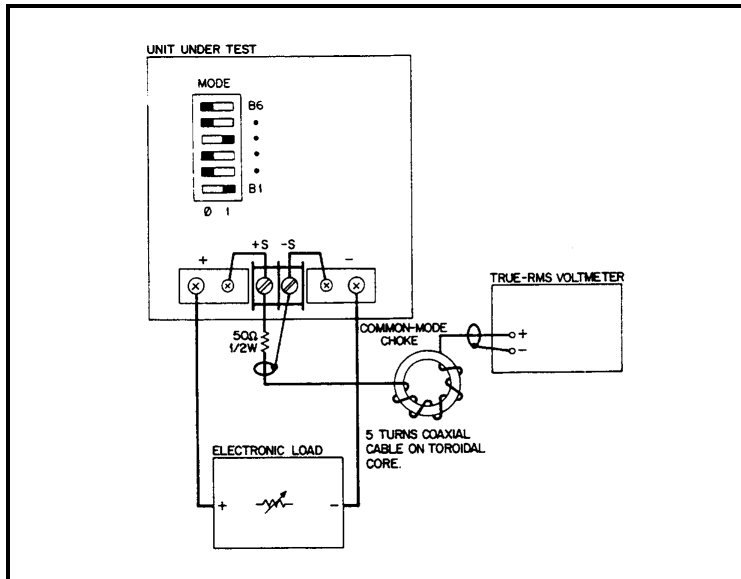 UNIT UNDER TEST
MODE
B6
B1
0 1
+S -S
+ -
TRUE-RMS VOLTMETER
+
-
COMMON-MODE
CHOKE
50Ω
1/2W
5 TURNS COAXIAL
CABLE ON TOROIDAL
CORE.
ELECTRONIC LOAD
+ -